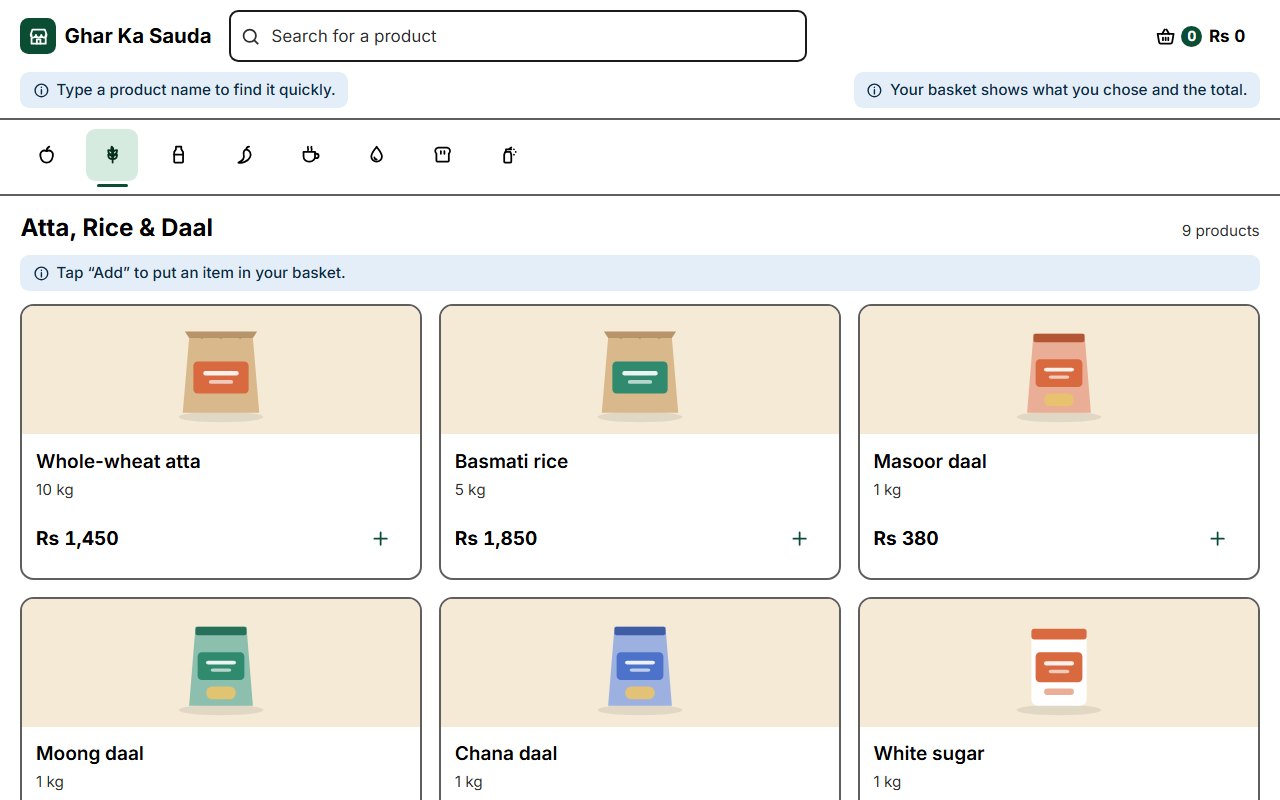 Ghar Ka Sauda
Search for a product
0 Rs 0
Type a product name to find it quickly.
Your basket shows what you chose and the total.
Atta, Rice & Daal
9 products
Tap “Add” to put an item in your basket.
Whole-wheat atta
10 kg
Rs 1,450
Basmati rice
5 kg
Rs 1,850
Masoor daal
1 kg
Rs 380
Moong daal
1 kg
Chana daal
1 kg
White sugar
1 kg